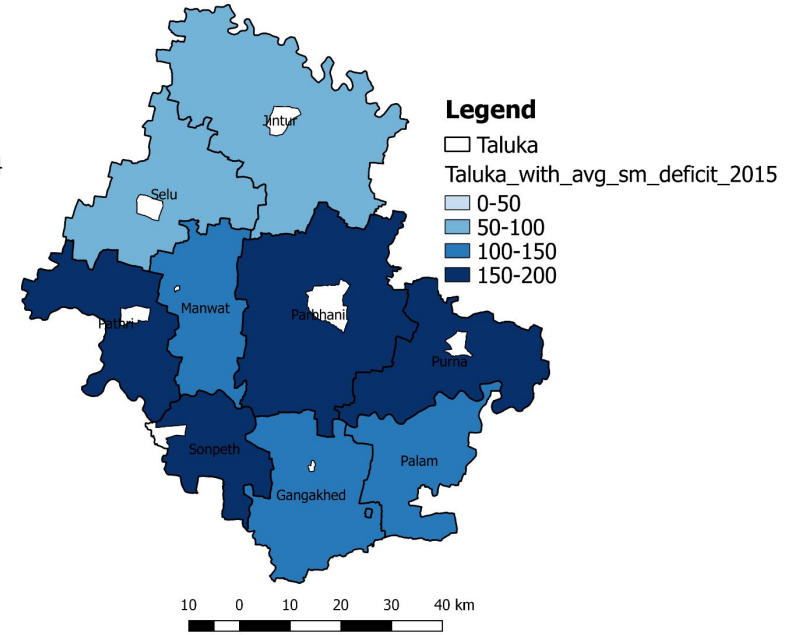 Jintur
Selu
Manwat
Parbhani
Pathri
Purna
Sonpeth
Palam
Gangakhed
Legend
Taluka
Taluka_with_avg_sm_deficit_2015
0-50
50-100
100-150
150-200
10 0 10 20 30 40 km